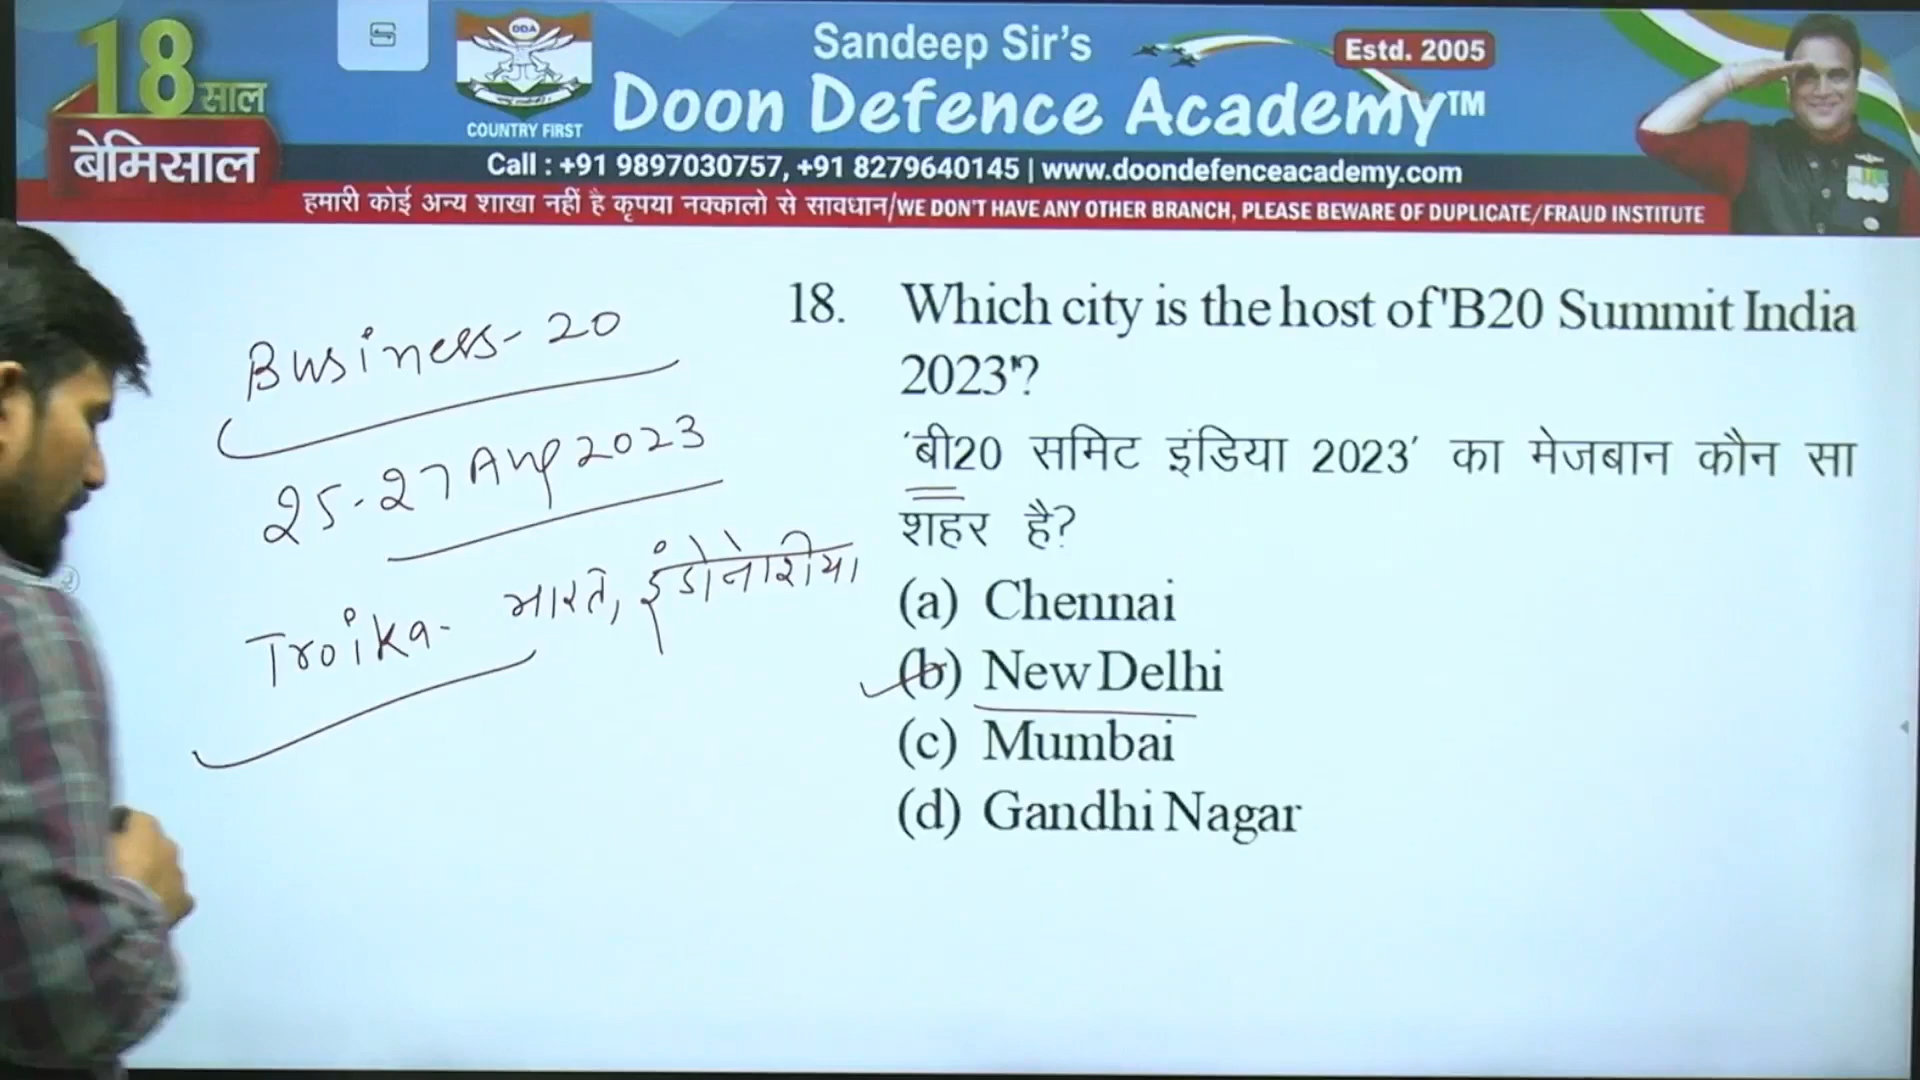 18 साल
बेमिसाल
DDA
COUNTRY FIRST
Sandeep Sir's
Estd. 2005
Doon Defence Academy™
Call : +91 9897030757, +91 8279640145 | www.doondefenceacademy.com
हमारी कोई अन्य शाखा नहीं है कृपया नक्कालो से सावधान/WE DON'T HAVE ANY OTHER BRANCH, PLEASE BEWARE OF DUPLICATE/FRAUD INSTITUTE
Business-20
25-27 Aug 2023
Troika- भारत, इंडोनेशिया
18. Which city is the host of 'B20 Summit India
2023'?
'बी20 समिट इंडिया 2023' का मेजबान कौन सा
शहर है?
(a) Chennai
(b) New Delhi
(c) Mumbai
(d) Gandhi Nagar